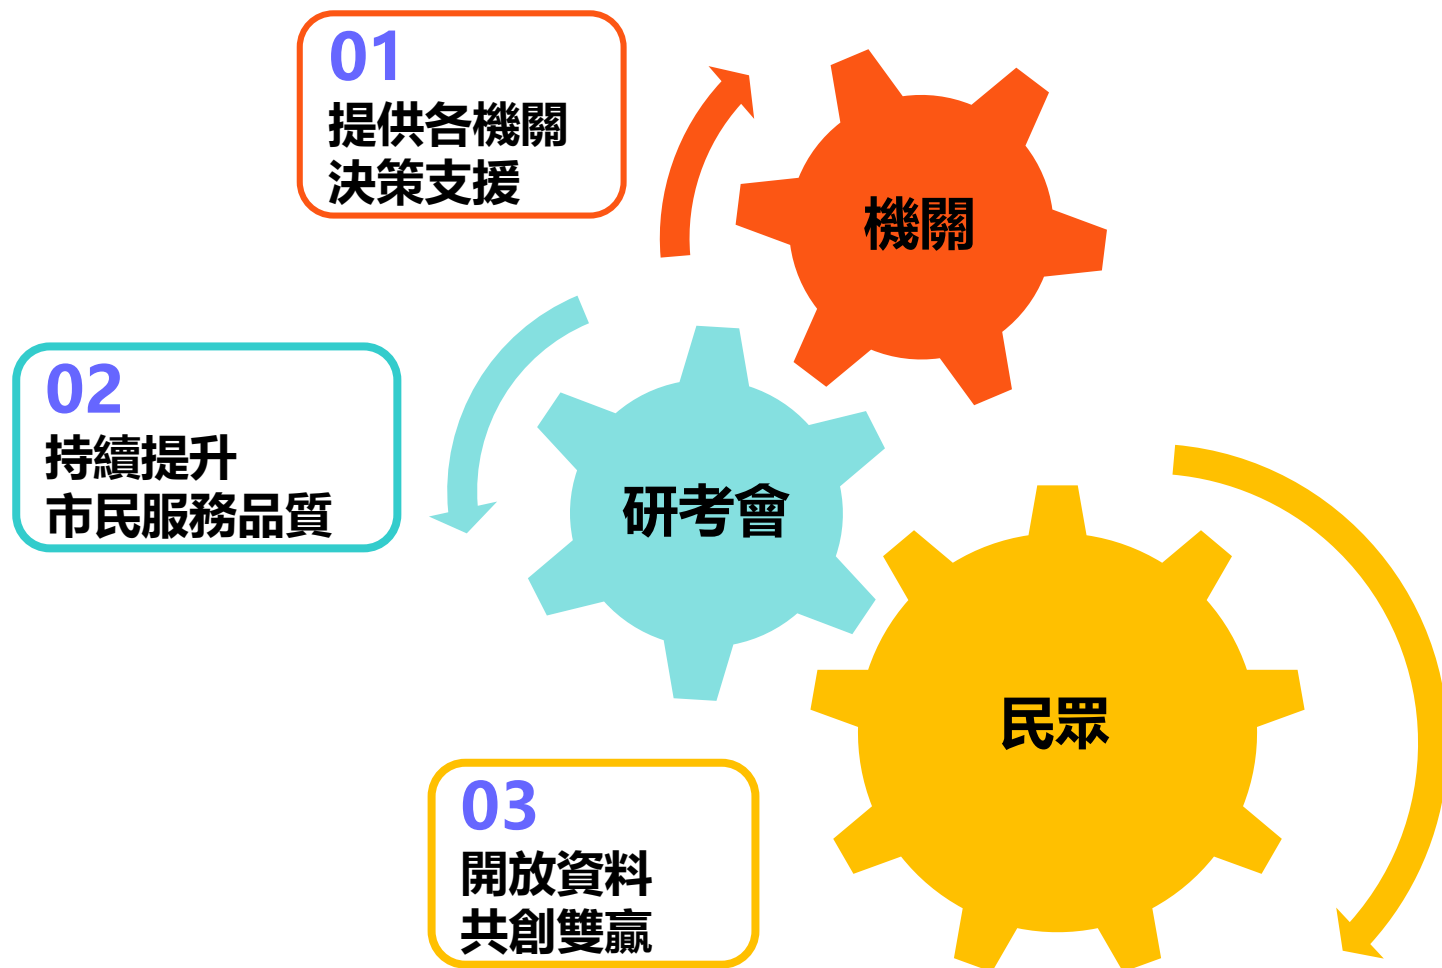 01
提供各機關
決策支援
機關
02
持續提升
市民服務品質
研考會
民眾
03
開放資料
共創雙贏